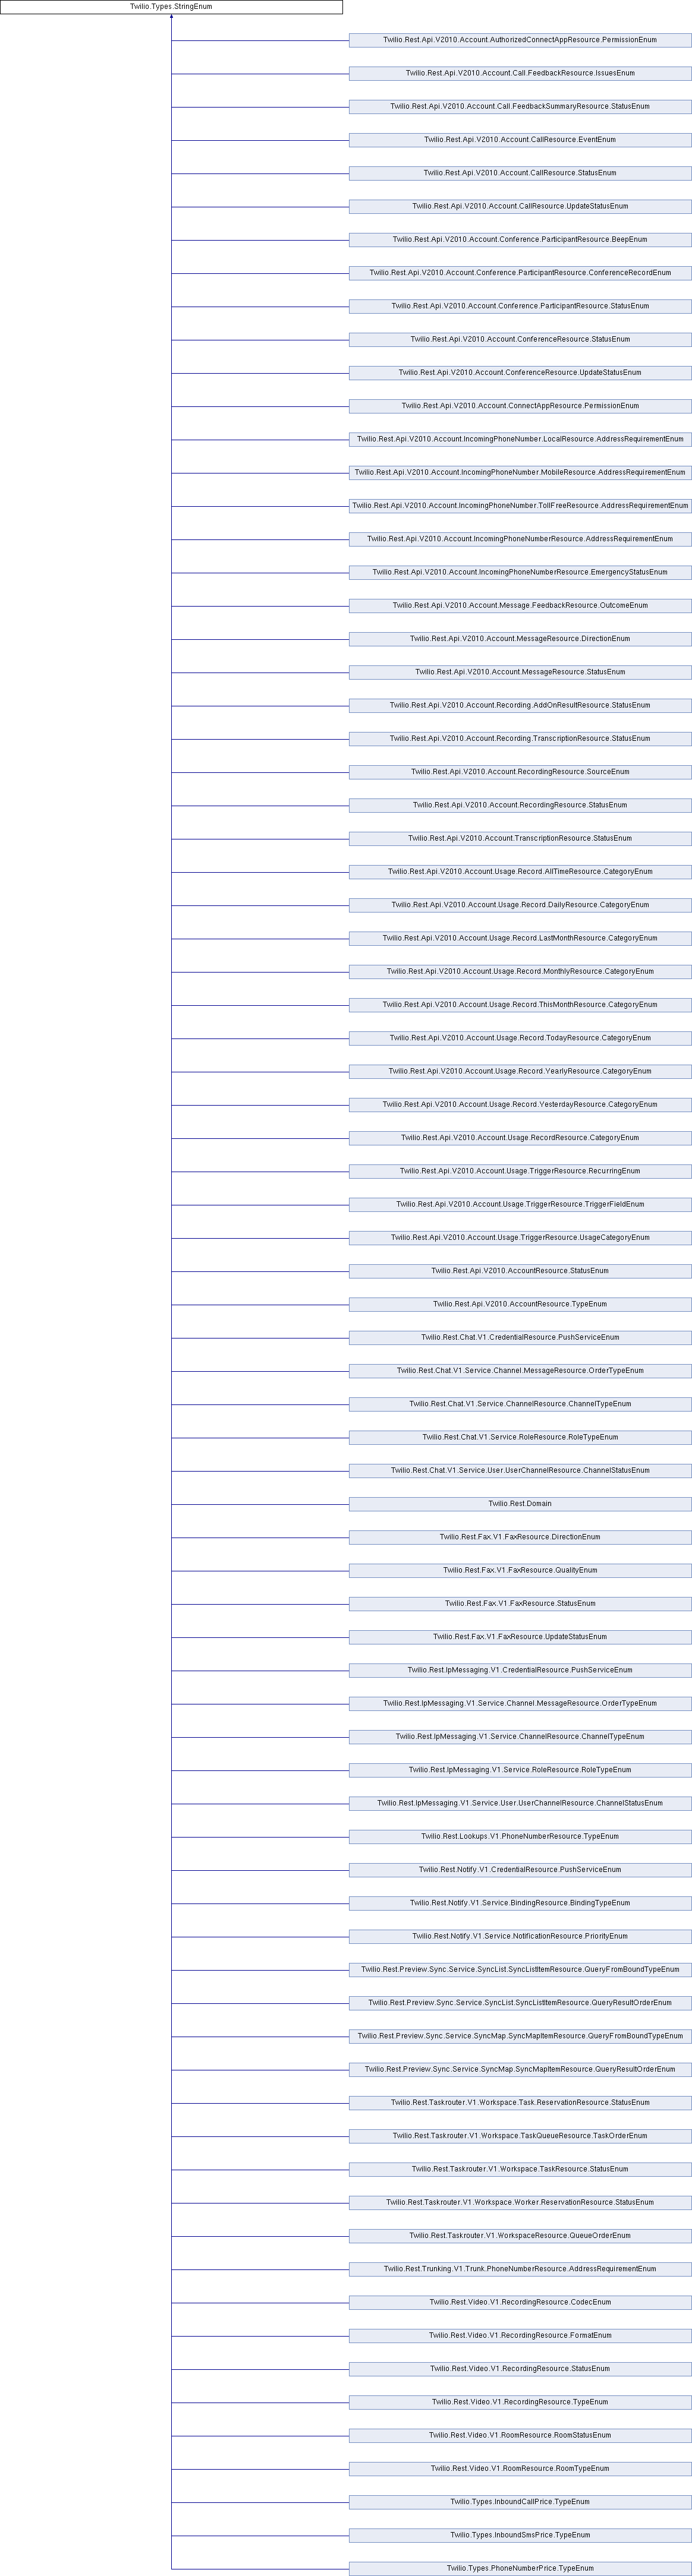 Twilio.Types.StringEnum
Twilio.Rest.Api.V2010.Account.AuthorizedConnectAppResource.PermissionEnum
Twilio.Rest.Api.V2010.Account.Call.FeedbackResource.IssuesEnum
Twilio.Rest.Api.V2010.Account.Call.FeedbackSummaryResource.StatusEnum
Twilio.Rest.Api.V2010.Account.CallResource.EventEnum
Twilio.Rest.Api.V2010.Account.CallResource.StatusEnum
Twilio.Rest.Api.V2010.Account.CallResource.UpdateStatusEnum
Twilio.Rest.Api.V2010.Account.Conference.ParticipantResource.BeepEnum
Twilio.Rest.Api.V2010.Account.Conference.ParticipantResource.ConferenceRecordEnum
Twilio.Rest.Api.V2010.Account.Conference.ParticipantResource.StatusEnum
Twilio.Rest.Api.V2010.Account.ConferenceResource.StatusEnum
Twilio.Rest.Api.V2010.Account.ConferenceResource.UpdateStatusEnum
Twilio.Rest.Api.V2010.Account.ConnectAppResource.PermissionEnum
Twilio.Rest.Api.V2010.Account.IncomingPhoneNumber.LocalResource.AddressRequirementEnum
Twilio.Rest.Api.V2010.Account.IncomingPhoneNumber.MobileResource.AddressRequirementEnum
Twilio.Rest.Api.V2010.Account.IncomingPhoneNumber.TollFreeResource.AddressRequirementEnum
Twilio.Rest.Api.V2010.Account.IncomingPhoneNumberResource.AddressRequirementEnum
Twilio.Rest.Api.V2010.Account.IncomingPhoneNumberResource.EmergencyStatusEnum
Twilio.Rest.Api.V2010.Account.Message.FeedbackResource.OutcomeEnum
Twilio.Rest.Api.V2010.Account.MessageResource.DirectionEnum
Twilio.Rest.Api.V2010.Account.MessageResource.StatusEnum
Twilio.Rest.Api.V2010.Account.Recording.AddOnResultResource.StatusEnum
Twilio.Rest.Api.V2010.Account.Recording.TranscriptionResource.StatusEnum
Twilio.Rest.Api.V2010.Account.RecordingResource.SourceEnum
Twilio.Rest.Api.V2010.Account.RecordingResource.StatusEnum
Twilio.Rest.Api.V2010.Account.TranscriptionResource.StatusEnum
Twilio.Rest.Api.V2010.Account.Usage.Record.AllTimeResource.CategoryEnum
Twilio.Rest.Api.V2010.Account.Usage.Record.DailyResource.CategoryEnum
Twilio.Rest.Api.V2010.Account.Usage.Record.LastMonthResource.CategoryEnum
Twilio.Rest.Api.V2010.Account.Usage.Record.MonthlyResource.CategoryEnum
Twilio.Rest.Api.V2010.Account.Usage.Record.ThisMonthResource.CategoryEnum
Twilio.Rest.Api.V2010.Account.Usage.Record.TodayResource.CategoryEnum
Twilio.Rest.Api.V2010.Account.Usage.Record.YearlyResource.CategoryEnum
Twilio.Rest.Api.V2010.Account.Usage.Record.YesterdayResource.CategoryEnum
Twilio.Rest.Api.V2010.Account.Usage.RecordResource.CategoryEnum
Twilio.Rest.Api.V2010.Account.Usage.TriggerResource.RecurringEnum
Twilio.Rest.Api.V2010.Account.Usage.TriggerResource.TriggerFieldEnum
Twilio.Rest.Api.V2010.Account.Usage.TriggerResource.UsageCategoryEnum
Twilio.Rest.Api.V2010.AccountResource.StatusEnum
Twilio.Rest.Api.V2010.AccountResource.TypeEnum
Twilio.Rest.Chat.V1.CredentialResource.PushServiceEnum
Twilio.Rest.Chat.V1.Service.Channel.MessageResource.OrderTypeEnum
Twilio.Rest.Chat.V1.Service.ChannelResource.ChannelTypeEnum
Twilio.Rest.Chat.V1.Service.RoleResource.RoleTypeEnum
Twilio.Rest.Chat.V1.Service.User.UserChannelResource.ChannelStatusEnum
Twilio.Rest.Domain
Twilio.Rest.Fax.V1.FaxResource.DirectionEnum
Twilio.Rest.Fax.V1.FaxResource.QualityEnum
Twilio.Rest.Fax.V1.FaxResource.StatusEnum
Twilio.Rest.Fax.V1.FaxResource.UpdateStatusEnum
Twilio.Rest.IpMessaging.V1.CredentialResource.PushServiceEnum
Twilio.Rest.IpMessaging.V1.Service.Channel.MessageResource.OrderTypeEnum
Twilio.Rest.IpMessaging.V1.Service.ChannelResource.ChannelTypeEnum
Twilio.Rest.IpMessaging.V1.Service.RoleResource.RoleTypeEnum
Twilio.Rest.IpMessaging.V1.Service.User.UserChannelResource.ChannelStatusEnum
Twilio.Rest.Lookups.V1.PhoneNumberResource.TypeEnum
Twilio.Rest.Notify.V1.CredentialResource.PushServiceEnum
Twilio.Rest.Notify.V1.Service.BindingResource.BindingTypeEnum
Twilio.Rest.Notify.V1.Service.NotificationResource.PriorityEnum
Twilio.Rest.Preview.Sync.Service.SyncList.SyncListItemResource.QueryFromBoundTypeEnum
Twilio.Rest.Preview.Sync.Service.SyncList.SyncListItemResource.QueryResultOrderEnum
Twilio.Rest.Preview.Sync.Service.SyncMap.SyncMapItemResource.QueryFromBoundTypeEnum
Twilio.Rest.Preview.Sync.Service.SyncMap.SyncMapItemResource.QueryResultOrderEnum
Twilio.Rest.Taskrouter.V1.Workspace.Task.ReservationResource.StatusEnum
Twilio.Rest.Taskrouter.V1.Workspace.TaskQueueResource.TaskOrderEnum
Twilio.Rest.Taskrouter.V1.Workspace.TaskResource.StatusEnum
Twilio.Rest.Taskrouter.V1.Workspace.Worker.ReservationResource.StatusEnum
Twilio.Rest.Taskrouter.V1.WorkspaceResource.QueueOrderEnum
Twilio.Rest.Trunking.V1.Trunk.PhoneNumberResource.AddressRequirementEnum
Twilio.Rest.Video.V1.RecordingResource.CodecEnum
Twilio.Rest.Video.V1.RecordingResource.FormatEnum
Twilio.Rest.Video.V1.RecordingResource.StatusEnum
Twilio.Rest.Video.V1.RecordingResource.TypeEnum
Twilio.Rest.Video.V1.RoomResource.RoomStatusEnum
Twilio.Rest.Video.V1.RoomResource.RoomTypeEnum
Twilio.Types.InboundCallPrice.TypeEnum
Twilio.Types.InboundSmsPrice.TypeEnum
Twilio.Types.PhoneNumberPrice.TypeEnum